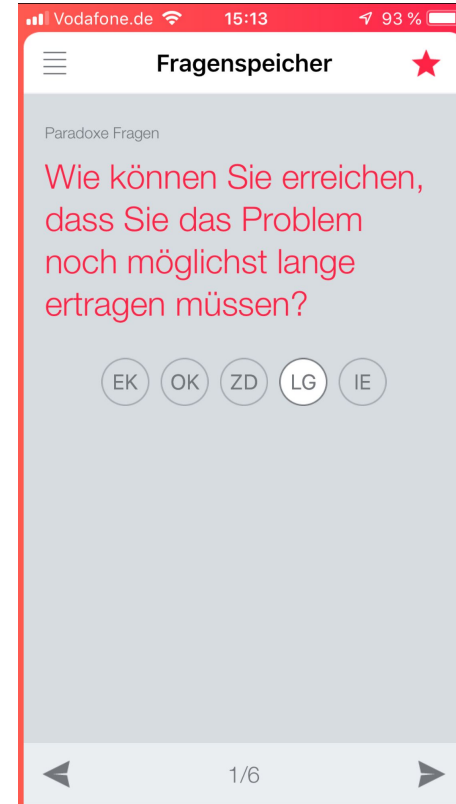 Vodafone.de 15:13 93 %
Fragenspeicher
Paradoxe Fragen
Wie können Sie erreichen,
dass Sie das Problem
noch möglichst lange
ertragen müssen?
EK OK ZD LG IE
1/6